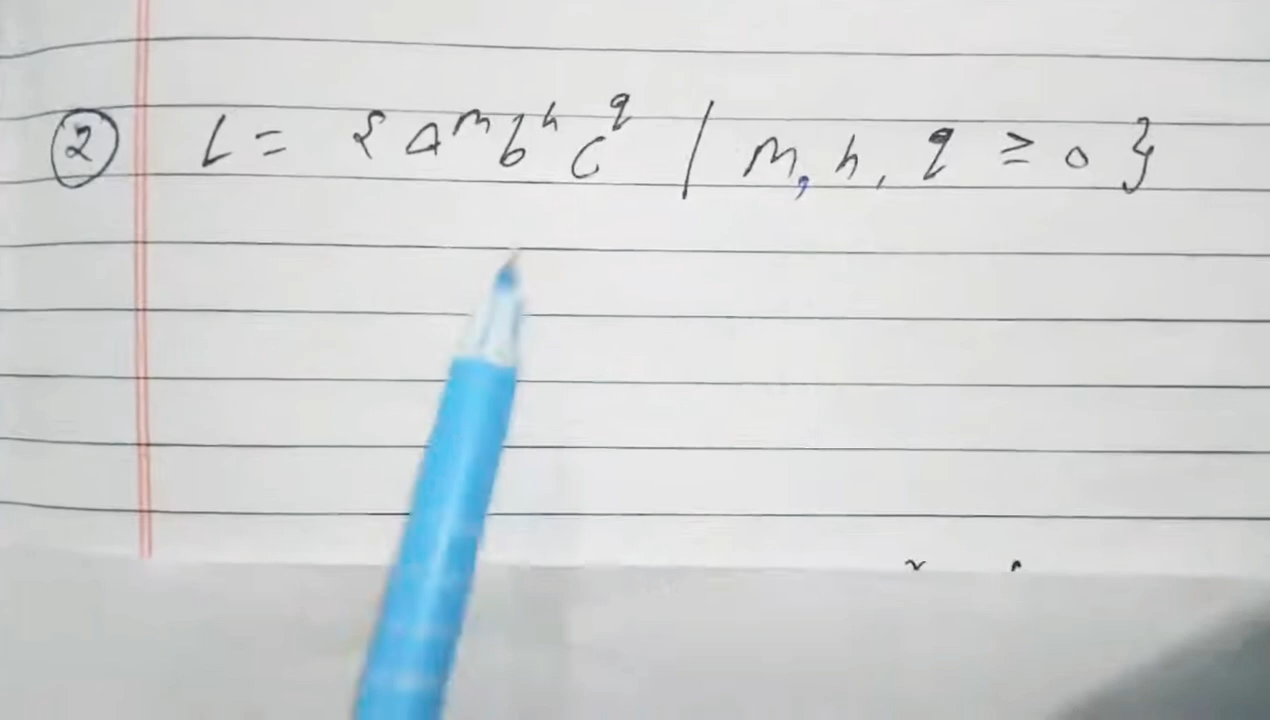 ② L = { a^m b^n c^q / m, n, q ≥ 0 }